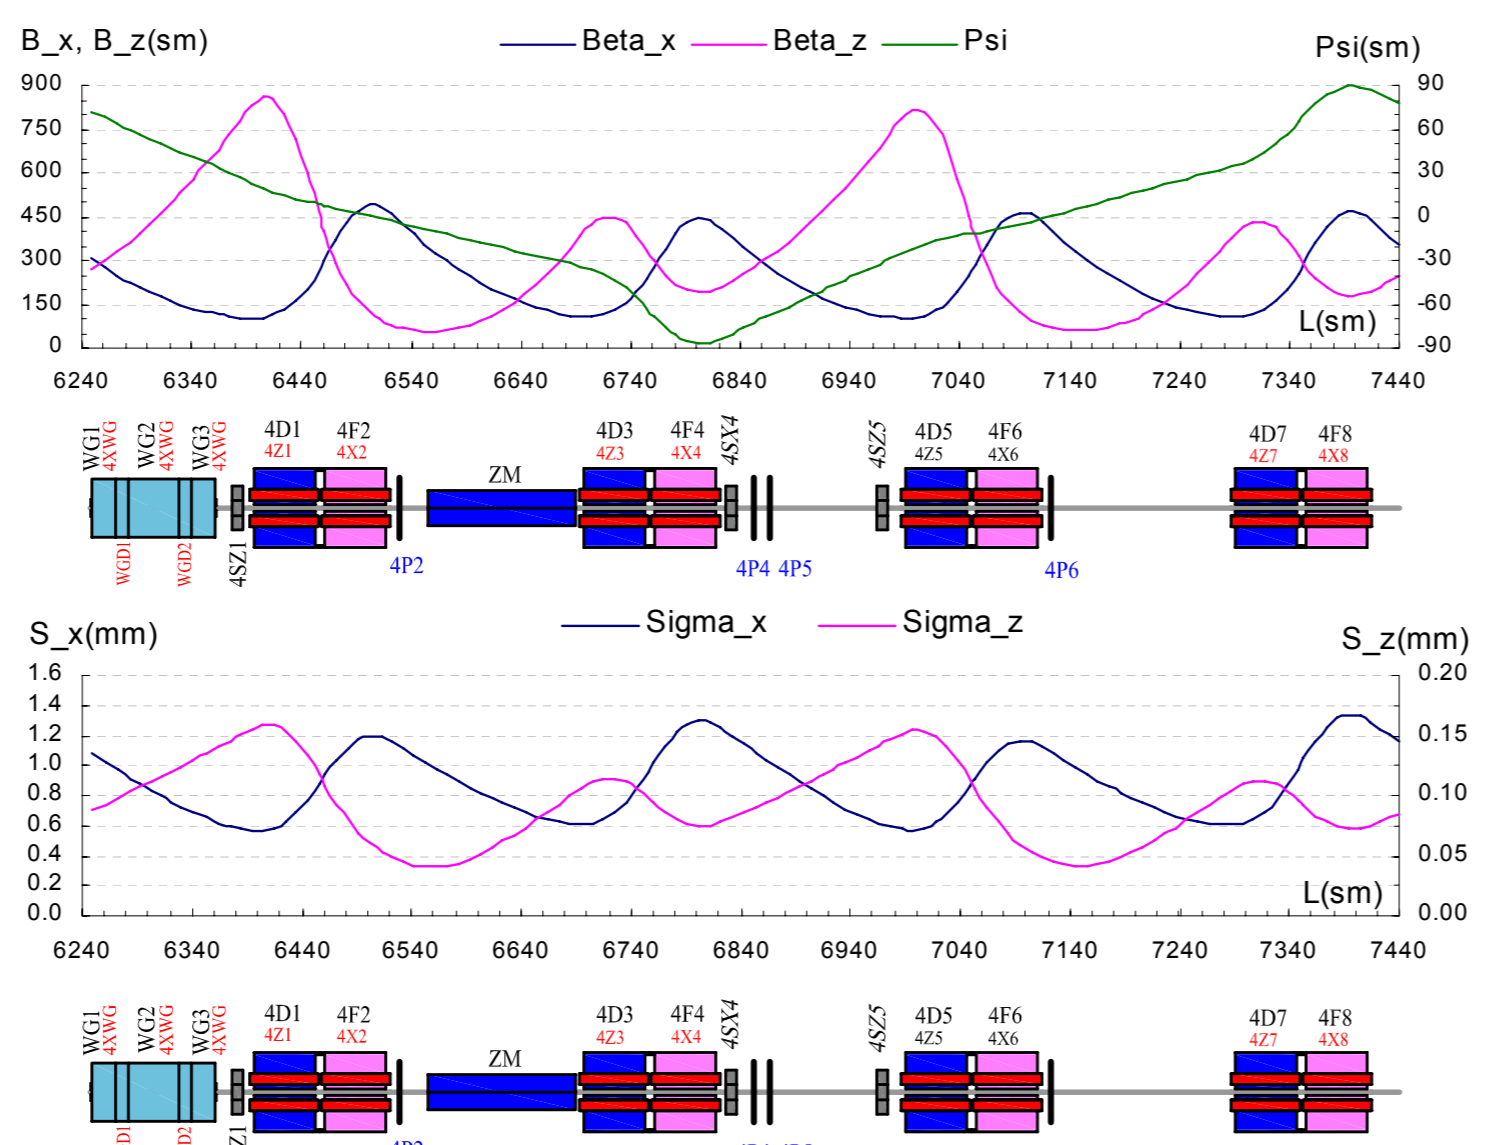 B_x, B_z(sm) Beta_x Beta_z Psi Psi(sm)
900 90
750 60
600 30
450 0
300 -30
150 -60
L(sm)
0 -90
6240 6340 6440 6540 6640 6740 6840 6940 7040 7140 7240 7340 7440
WG1 4XWG WG2 4XWG WG3 4XWG 4D1 4F2 4D3 4F4 4SX4 4SZ5 4D5 4F6 4D7 4F8
4Z1 4X2 4Z3 4X4 4Z5 4X6 4Z7 4X8
ZM
WGD1 WGD2 4SZ1 4P2 4P4 4P5 4P6
S_x(mm) Sigma_x Sigma_z S_z(mm)
1.6 0.20
1.4
1.2 0.15
1.0
0.8 0.10
0.6
0.4 0.05
0.2
L(sm)
0.0 0.00
6240 6340 6440 6540 6640 6740 6840 6940 7040 7140 7240 7340 7440
WG1 4XWG WG2 4XWG WG3 4XWG 4D1 4F2 4D3 4F4 4SX4 4SZ5 4D5 4F6 4D7 4F8
4Z1 4X2 4Z3 4X4 4Z5 4X6 4Z7 4X8
ZM
D1 D2 Z1 4P2